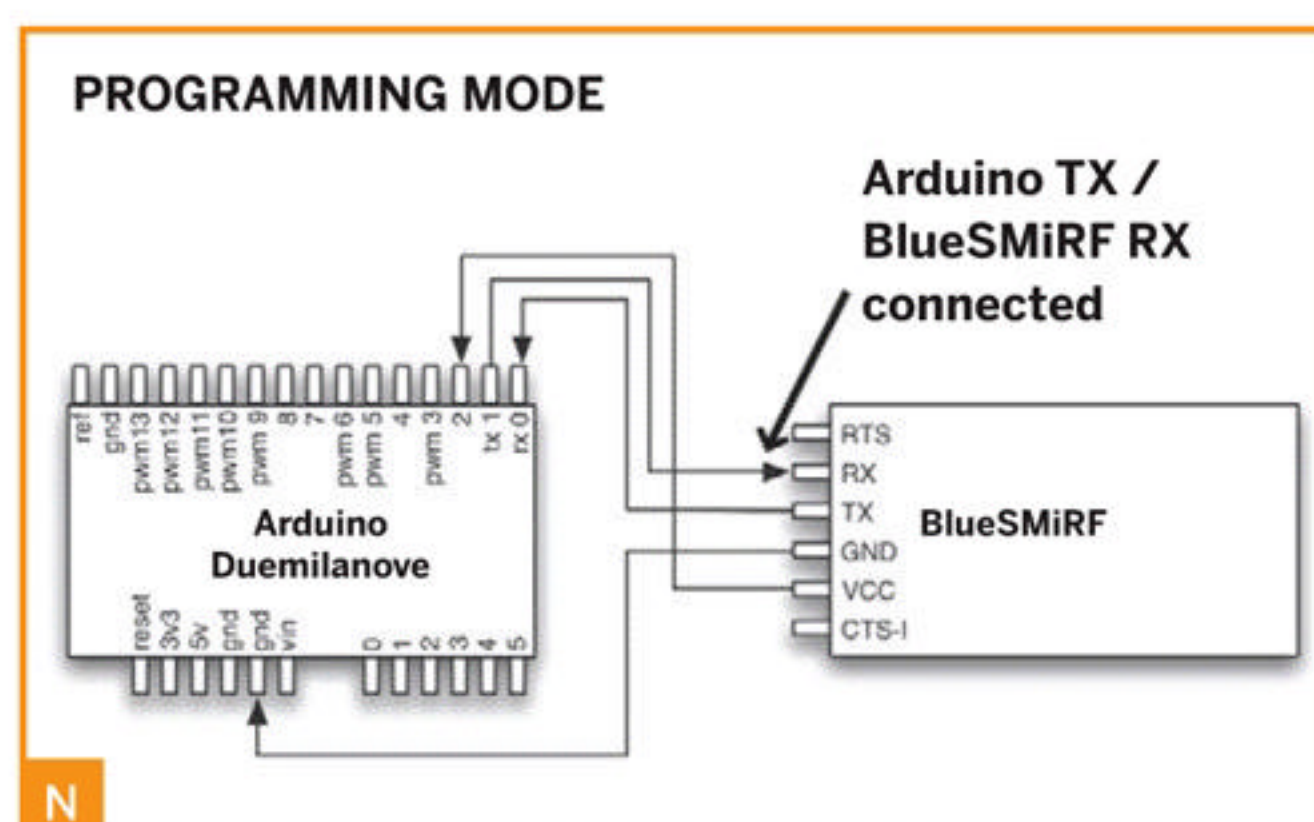 PROGRAMMING MODE
Arduino TX /
BlueSMiRF RX
connected
ref
gnd
pwm13
pwm12
pwm11
pwm10
pwm 9
8
7
pwm 6
pwm 5
4
pwm 3
2
tx 1
rx 0
Arduino
Duemilanove
reset
3v3
5v
gnd
gnd
vin
0
1
2
3
4
5
RTS
RX
TX
GND
VCC
CTS-I
BlueSMiRF
N